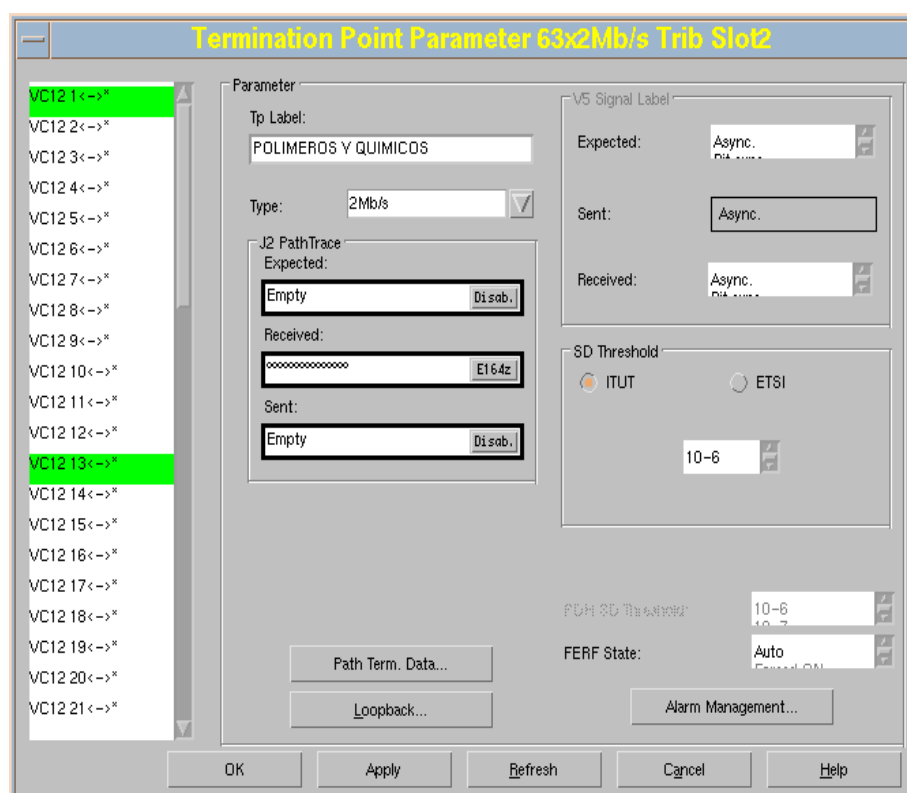 Termination Point Parameter 63x2Mb/s Trib Slot2
VC12 1<->*
VC12 2<->*
VC12 3<->*
VC12 4<->*
VC12 5<->*
VC12 6<->*
VC12 7<->*
VC12 8<->*
VC12 9<->*
VC12 10<->*
VC12 11<->*
VC12 12<->*
VC12 13<->*
VC12 14<->*
VC12 15<->*
VC12 16<->*
VC12 17<->*
VC12 18<->*
VC12 19<->*
VC12 20<->*
VC12 21<->*
Parameter
Tp Label:
POLIMEROS Y QUIMICOS
Type: 2Mb/s
J2 PathTrace
Expected:
Empty Disab.
Received:
E164z
Sent:
Empty Disab.
Path Term. Data...
Loopback...
V5 Signal Label
Expected: Async.
Sent: Async.
Received: Async.
SD Threshold
ITUT ETSI
10-6
PDH SD Threshold: 10-6
FERF State: Auto
Alarm Management...
OK Apply Refresh Cancel Help